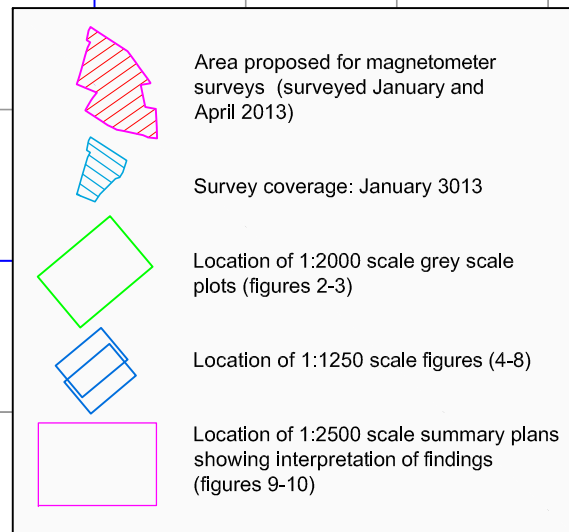 Area proposed for magnetometer
surveys (surveyed January and
April 2013)
Survey coverage: January 3013
Location of 1:2000 scale grey scale
plots (figures 2-3)
Location of 1:1250 scale figures (4-8)
Location of 1:2500 scale summary plans
showing interpretation of findings
(figures 9-10)